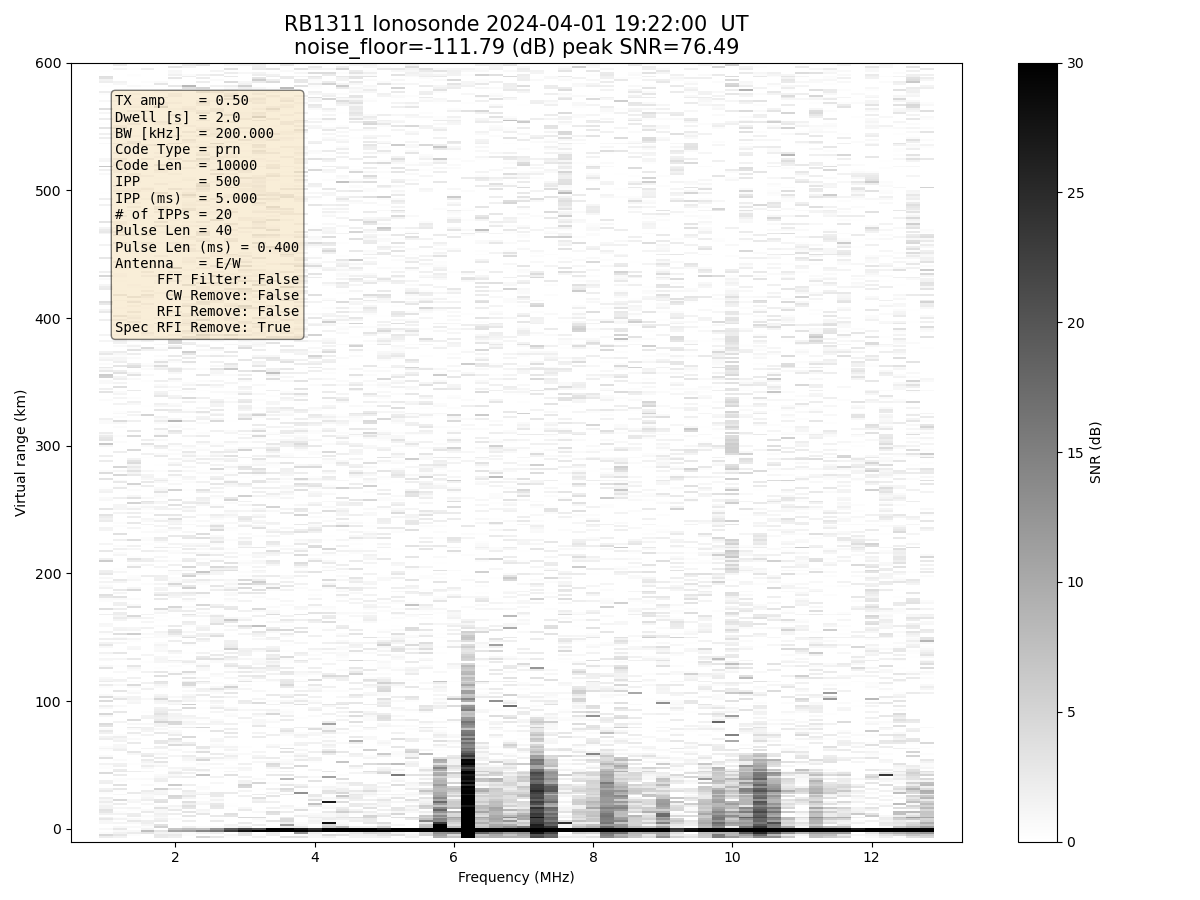 RB1311 Ionosonde 2024-04-01 19:22:00  UT
noise_floor=-111.79 (dB) peak SNR=76.49
TX amp    = 0.50
Dwell [s] = 2.0
BW [kHz]  = 200.000
Code Type = prn
Code Len  = 10000
IPP       = 500
IPP (ms)  = 5.000
# of IPPs = 20
Pulse Len = 40
Pulse Len (ms) = 0.400
Antenna   = E/W
FFT Filter: False
CW Remove: False
RFI Remove: False
Spec RFI Remove: True
Virtual range (km)
600
500
400
300
200
100
0
2 4 6 8 10 12
Frequency (MHz)
30
25
20
15
10
5
0
SNR (dB)